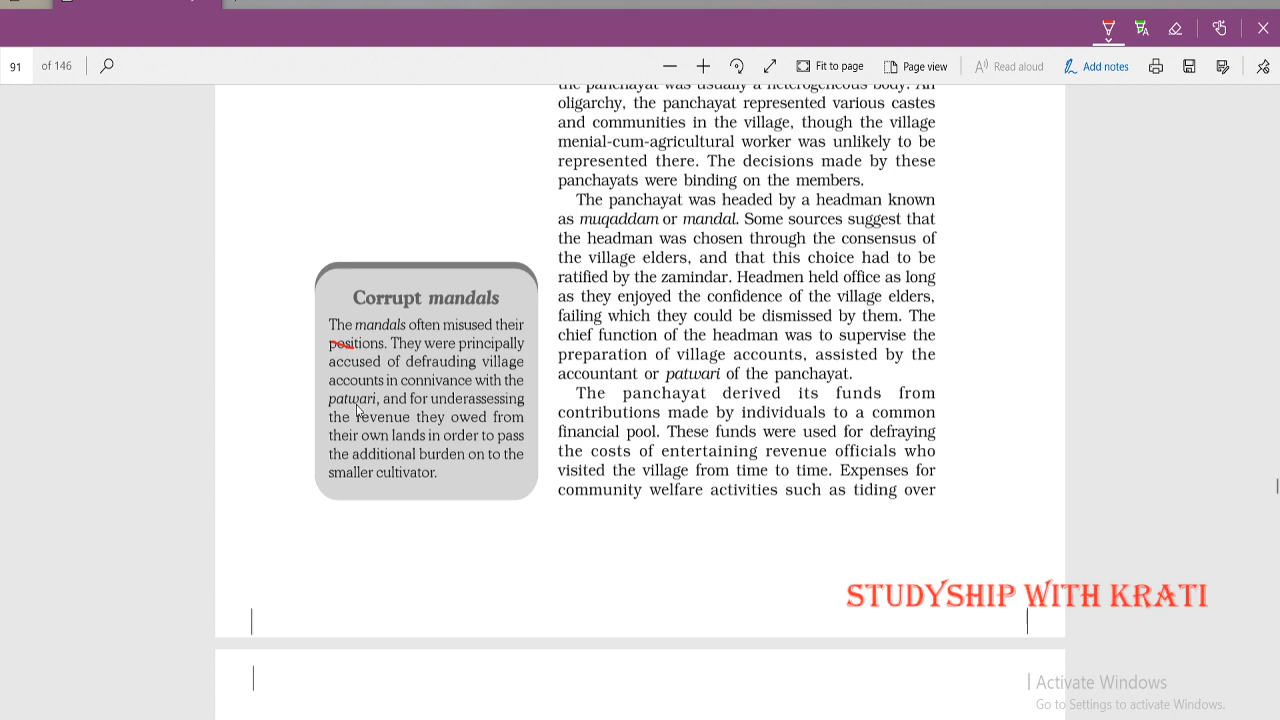 91 of 146
Fit to page
Page view
Read aloud
Add notes
the panchayat was usually a heterogeneous body. An
oligarchy, the panchayat represented various castes
and communities in the village, though the village
menial-cum-agricultural worker was unlikely to be
represented there. The decisions made by these
panchayats were binding on the members.
The panchayat was headed by a headman known
as muqaddam or mandal. Some sources suggest that
the headman was chosen through the consensus of
the village elders, and that this choice had to be
ratified by the zamindar. Headmen held office as long
as they enjoyed the confidence of the village elders,
failing which they could be dismissed by them. The
chief function of the headman was to supervise the
preparation of village accounts, assisted by the
accountant or patwari of the panchayat.
The panchayat derived its funds from
contributions made by individuals to a common
financial pool. These funds were used for defraying
the costs of entertaining revenue officials who
visited the village from time to time. Expenses for
community welfare activities such as tiding over
Corrupt mandals
The mandals often misused their
positions. They were principally
accused of defrauding village
accounts in connivance with the
patwari, and for underassessing
the revenue they owed from
their own lands in order to pass
the additional burden on to the
smaller cultivator.
STUDYSHIP WITH KRATI
Activate Windows
Go to Settings to activate Windows.